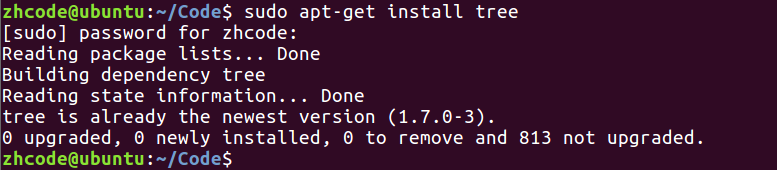 zhcode@ubuntu:~/Code$ sudo apt-get install tree
[sudo] password for zhcode:
Reading package lists... Done
Building dependency tree
Reading state information... Done
tree is already the newest version (1.7.0-3).
0 upgraded, 0 newly installed, 0 to remove and 813 not upgraded.
zhcode@ubuntu:~/Code$